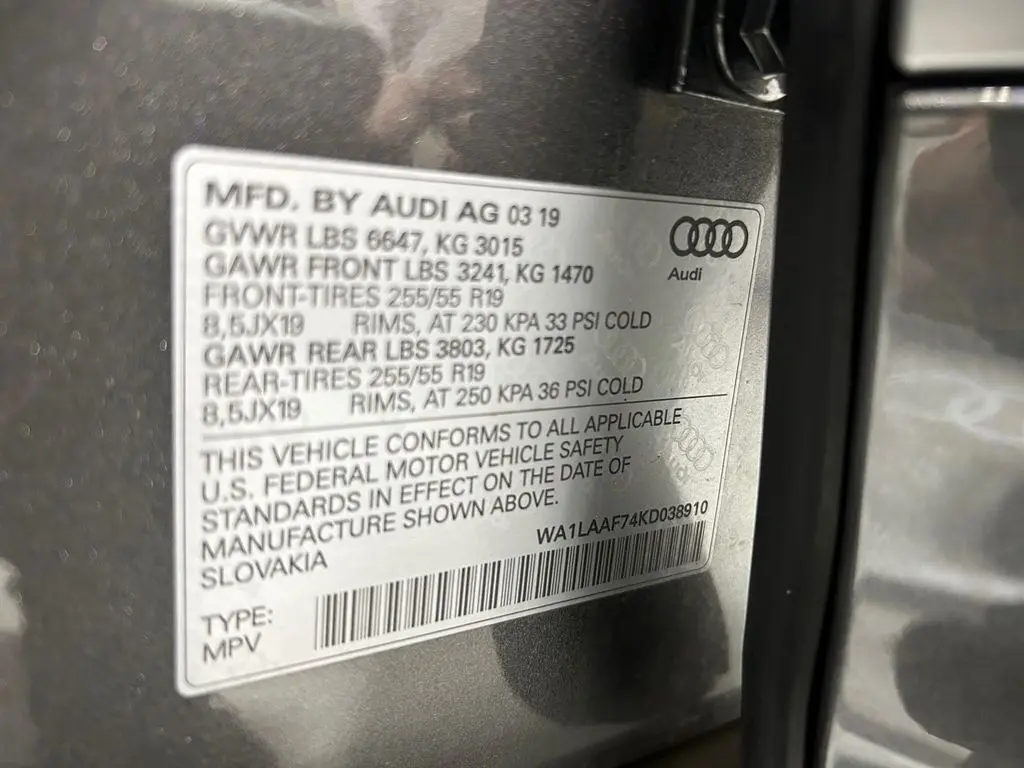 MFD. BY AUDI AG 03 19
GVWR LBS 6647, KG 3015
GAWR FRONT LBS 3241, KG 1470
FRONT-TIRES 255/55 R19
8,5JX19 RIMS, AT 230 KPA 33 PSI COLD
GAWR REAR LBS 3803, KG 1725
REAR-TIRES 255/55 R19
8,5JX19 RIMS, AT 250 KPA 36 PSI COLD
Audi
THIS VEHICLE CONFORMS TO ALL APPLICABLE
U.S. FEDERAL MOTOR VEHICLE SAFETY
STANDARDS IN EFFECT ON THE DATE OF
MANUFACTURE SHOWN ABOVE.
SLOVAKIA
WA1LAAF74KD038910
TYPE:
MPV